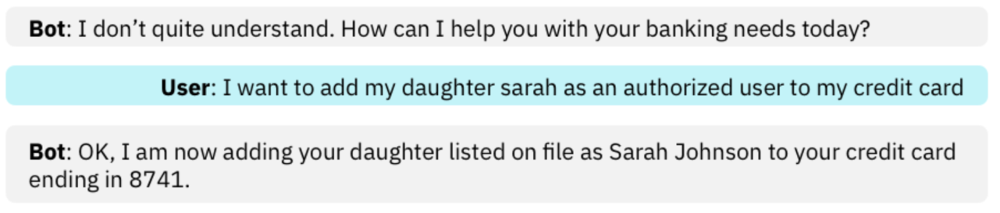 Bot: I don’t quite understand. How can I help you with your banking needs today?
User: I want to add my daughter sarah as an authorized user to my credit card
Bot: OK, I am now adding your daughter listed on file as Sarah Johnson to your credit card
ending in 8741.